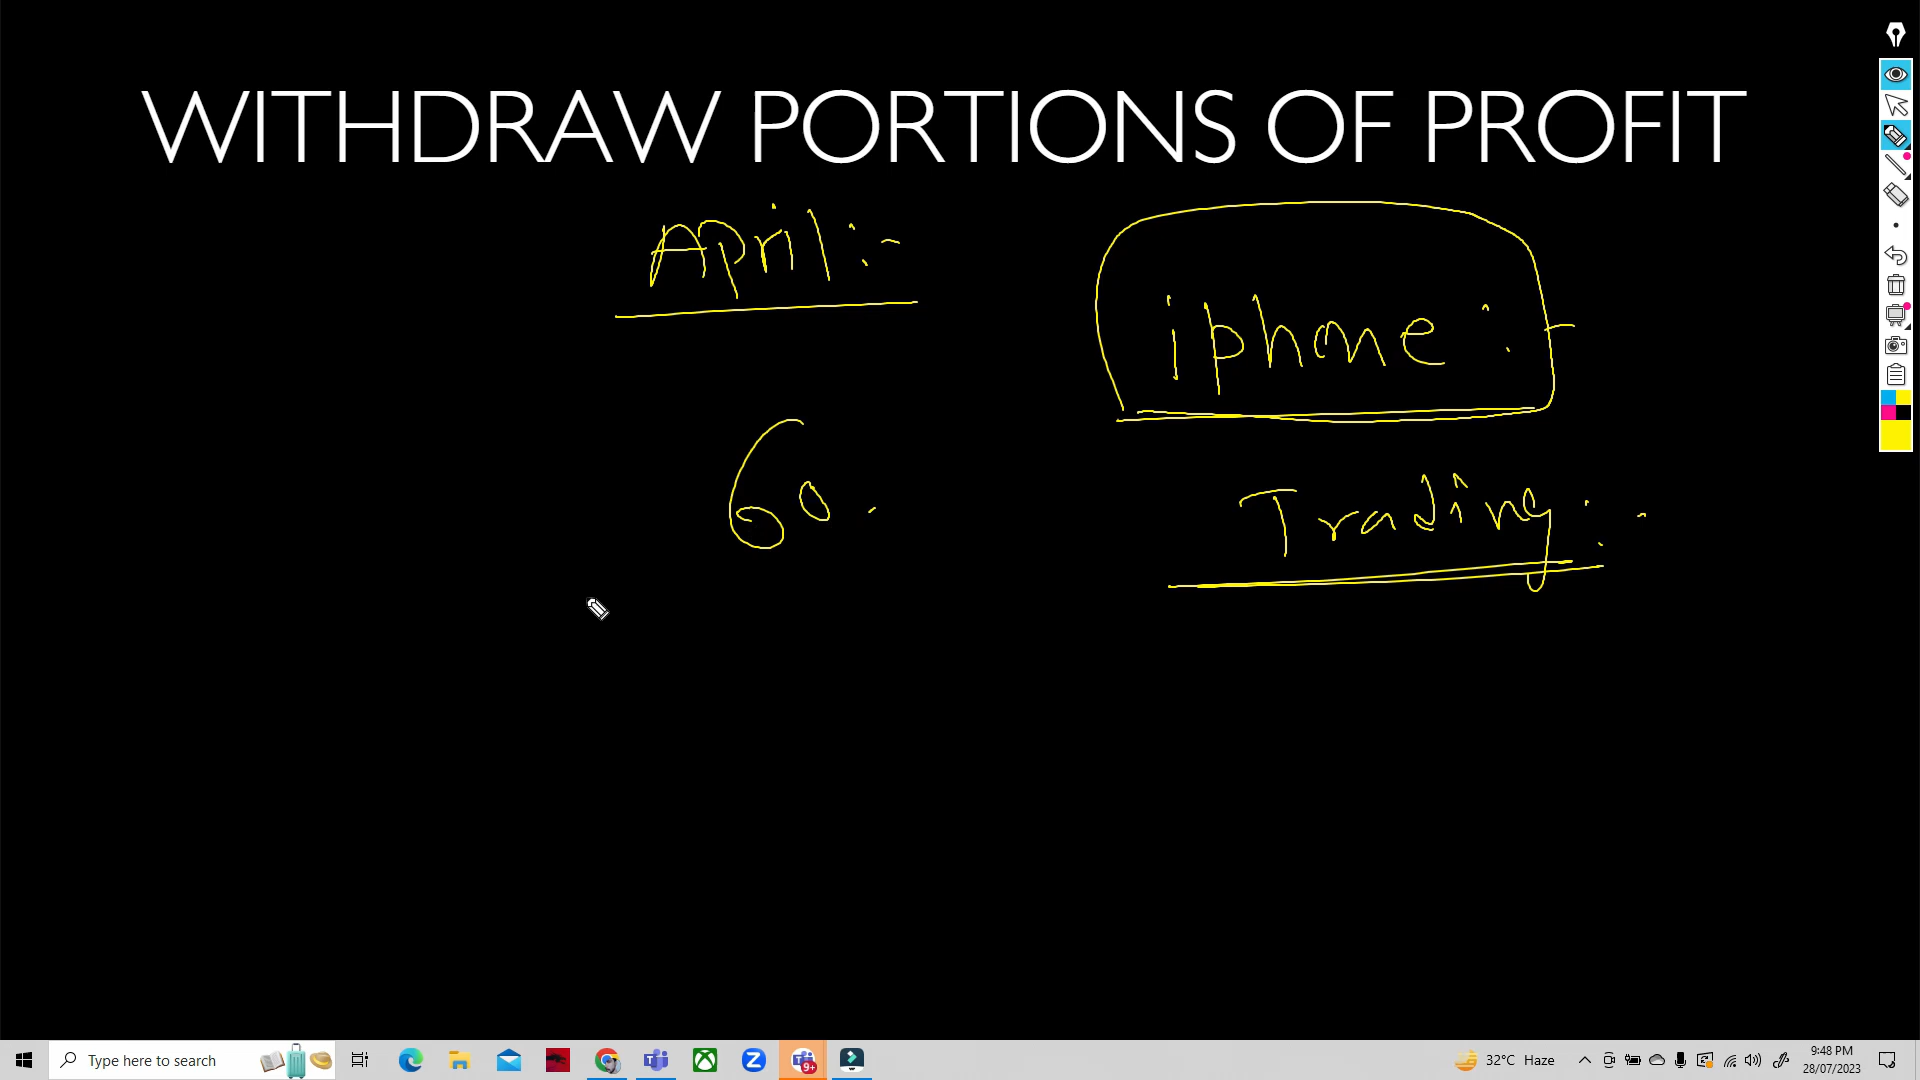 WITHDRAW PORTIONS OF PROFIT
April :-
iphone :-
60.
Trading :-
Type here to search
9+
32°C Haze
9:48 PM
28/07/2023